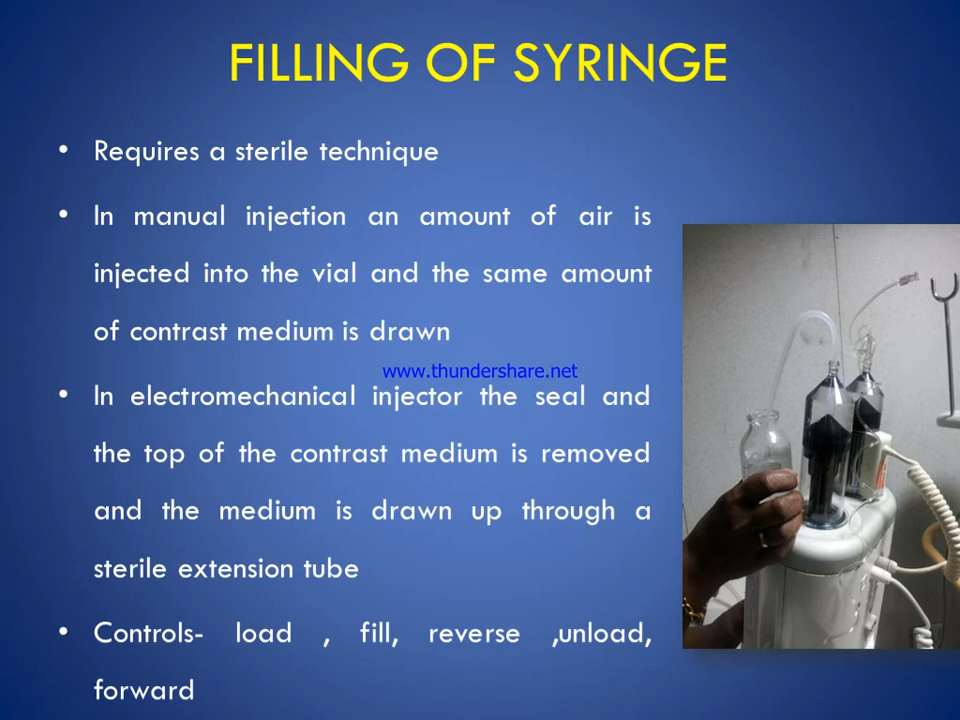 FILLING OF SYRINGE
• Requires a sterile technique
• In manual injection an amount of air is
injected into the vial and the same amount
of contrast medium is drawn
www.thundershare.net
• In electromechanical injector the seal and
the top of the contrast medium is removed
and the medium is drawn up through a
sterile extension tube
• Controls- load , fill, reverse ,unload,
forward